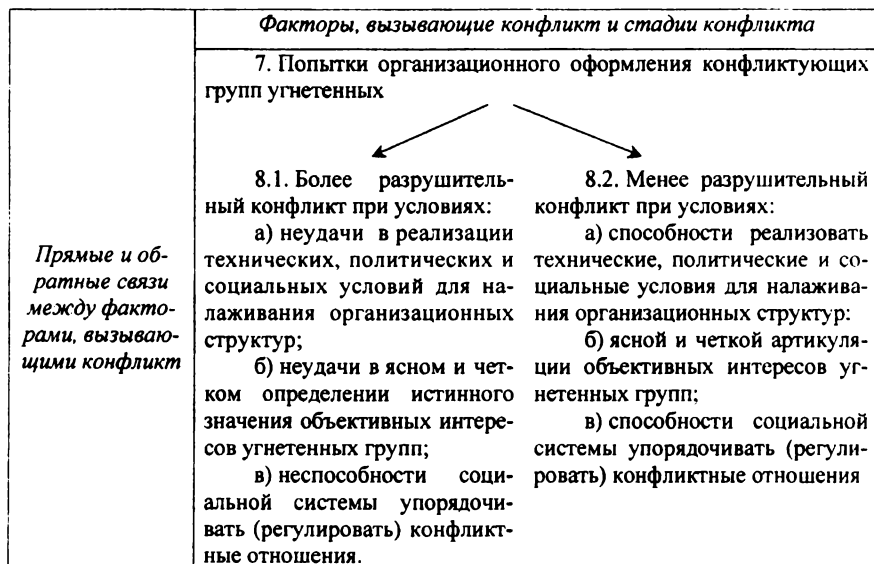 Факторы, вызывающие конфликт и стадии конфликта
7. Попытки организационного оформления конфликтующих
групп угнетенных
Прямые и об-
ратные связи
между факто-
рами, вызываю-
щими конфликт
8.1. Более разрушитель-
ный конфликт при условиях:
а) неудачи в реализации
технических, политических и
социальных условий для на-
лаживания организационных
структур;
б) неудачи в ясном и чет-
ком определении истинного
значения объективных интере-
сов угнетенных групп;
в) неспособности соци-
альной системы упорядочи-
вать (регулировать) конфликт-
ные отношения.
8.2. Менее разрушительный
конфликт при условиях:
а) способности реализовать
технические, политические и со-
циальные условия для налажива-
ния организационных структур:
б) ясной и четкой артикуля-
ции объективных интересов уг-
нетенных групп;
в) способности социальной
системы упорядочивать (регули-
ровать) конфликтные отношения